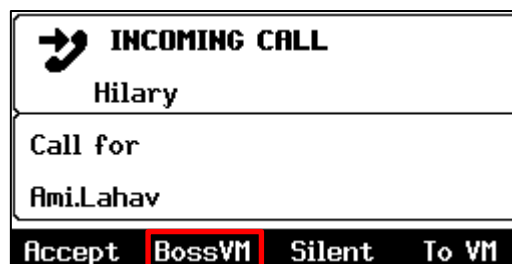 INCOMING CALL
Hilary
Call for
Ami.Lahav
Accept BossVM Silent To VM